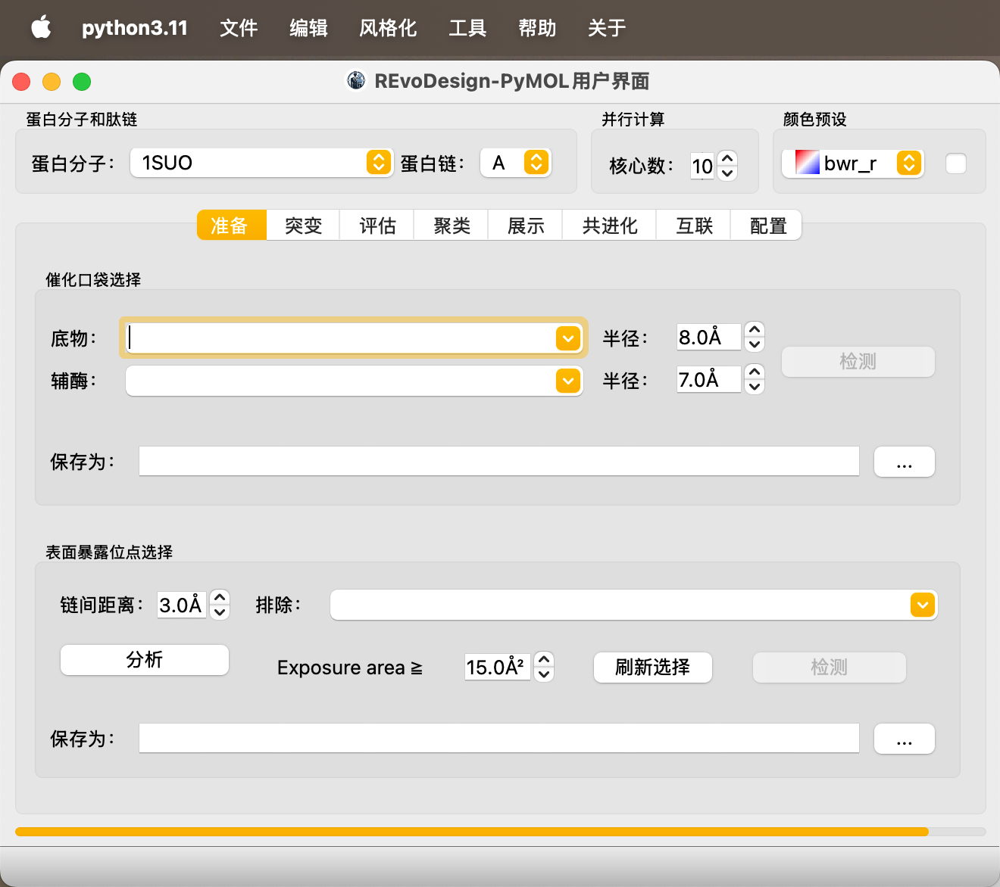 python3.11 文件 编辑 风格化 工具 帮助 关于
REvoDesign-PyMOL用户界面
蛋白分子和肽链 并行计算 颜色预设
蛋白分子： 1SUO 蛋白链： A 核心数： 10 bwr_r
准备 突变 评估 聚类 展示 共进化 互联 配置
催化口袋选择
底物： 半径： 8.0Å
检测
辅酶： 半径： 7.0Å
保存为： ...
表面暴露位点选择
链间距离： 3.0Å 排除：
分析 Exposure area ≧ 15.0Å² 刷新选择 检测
保存为： ...